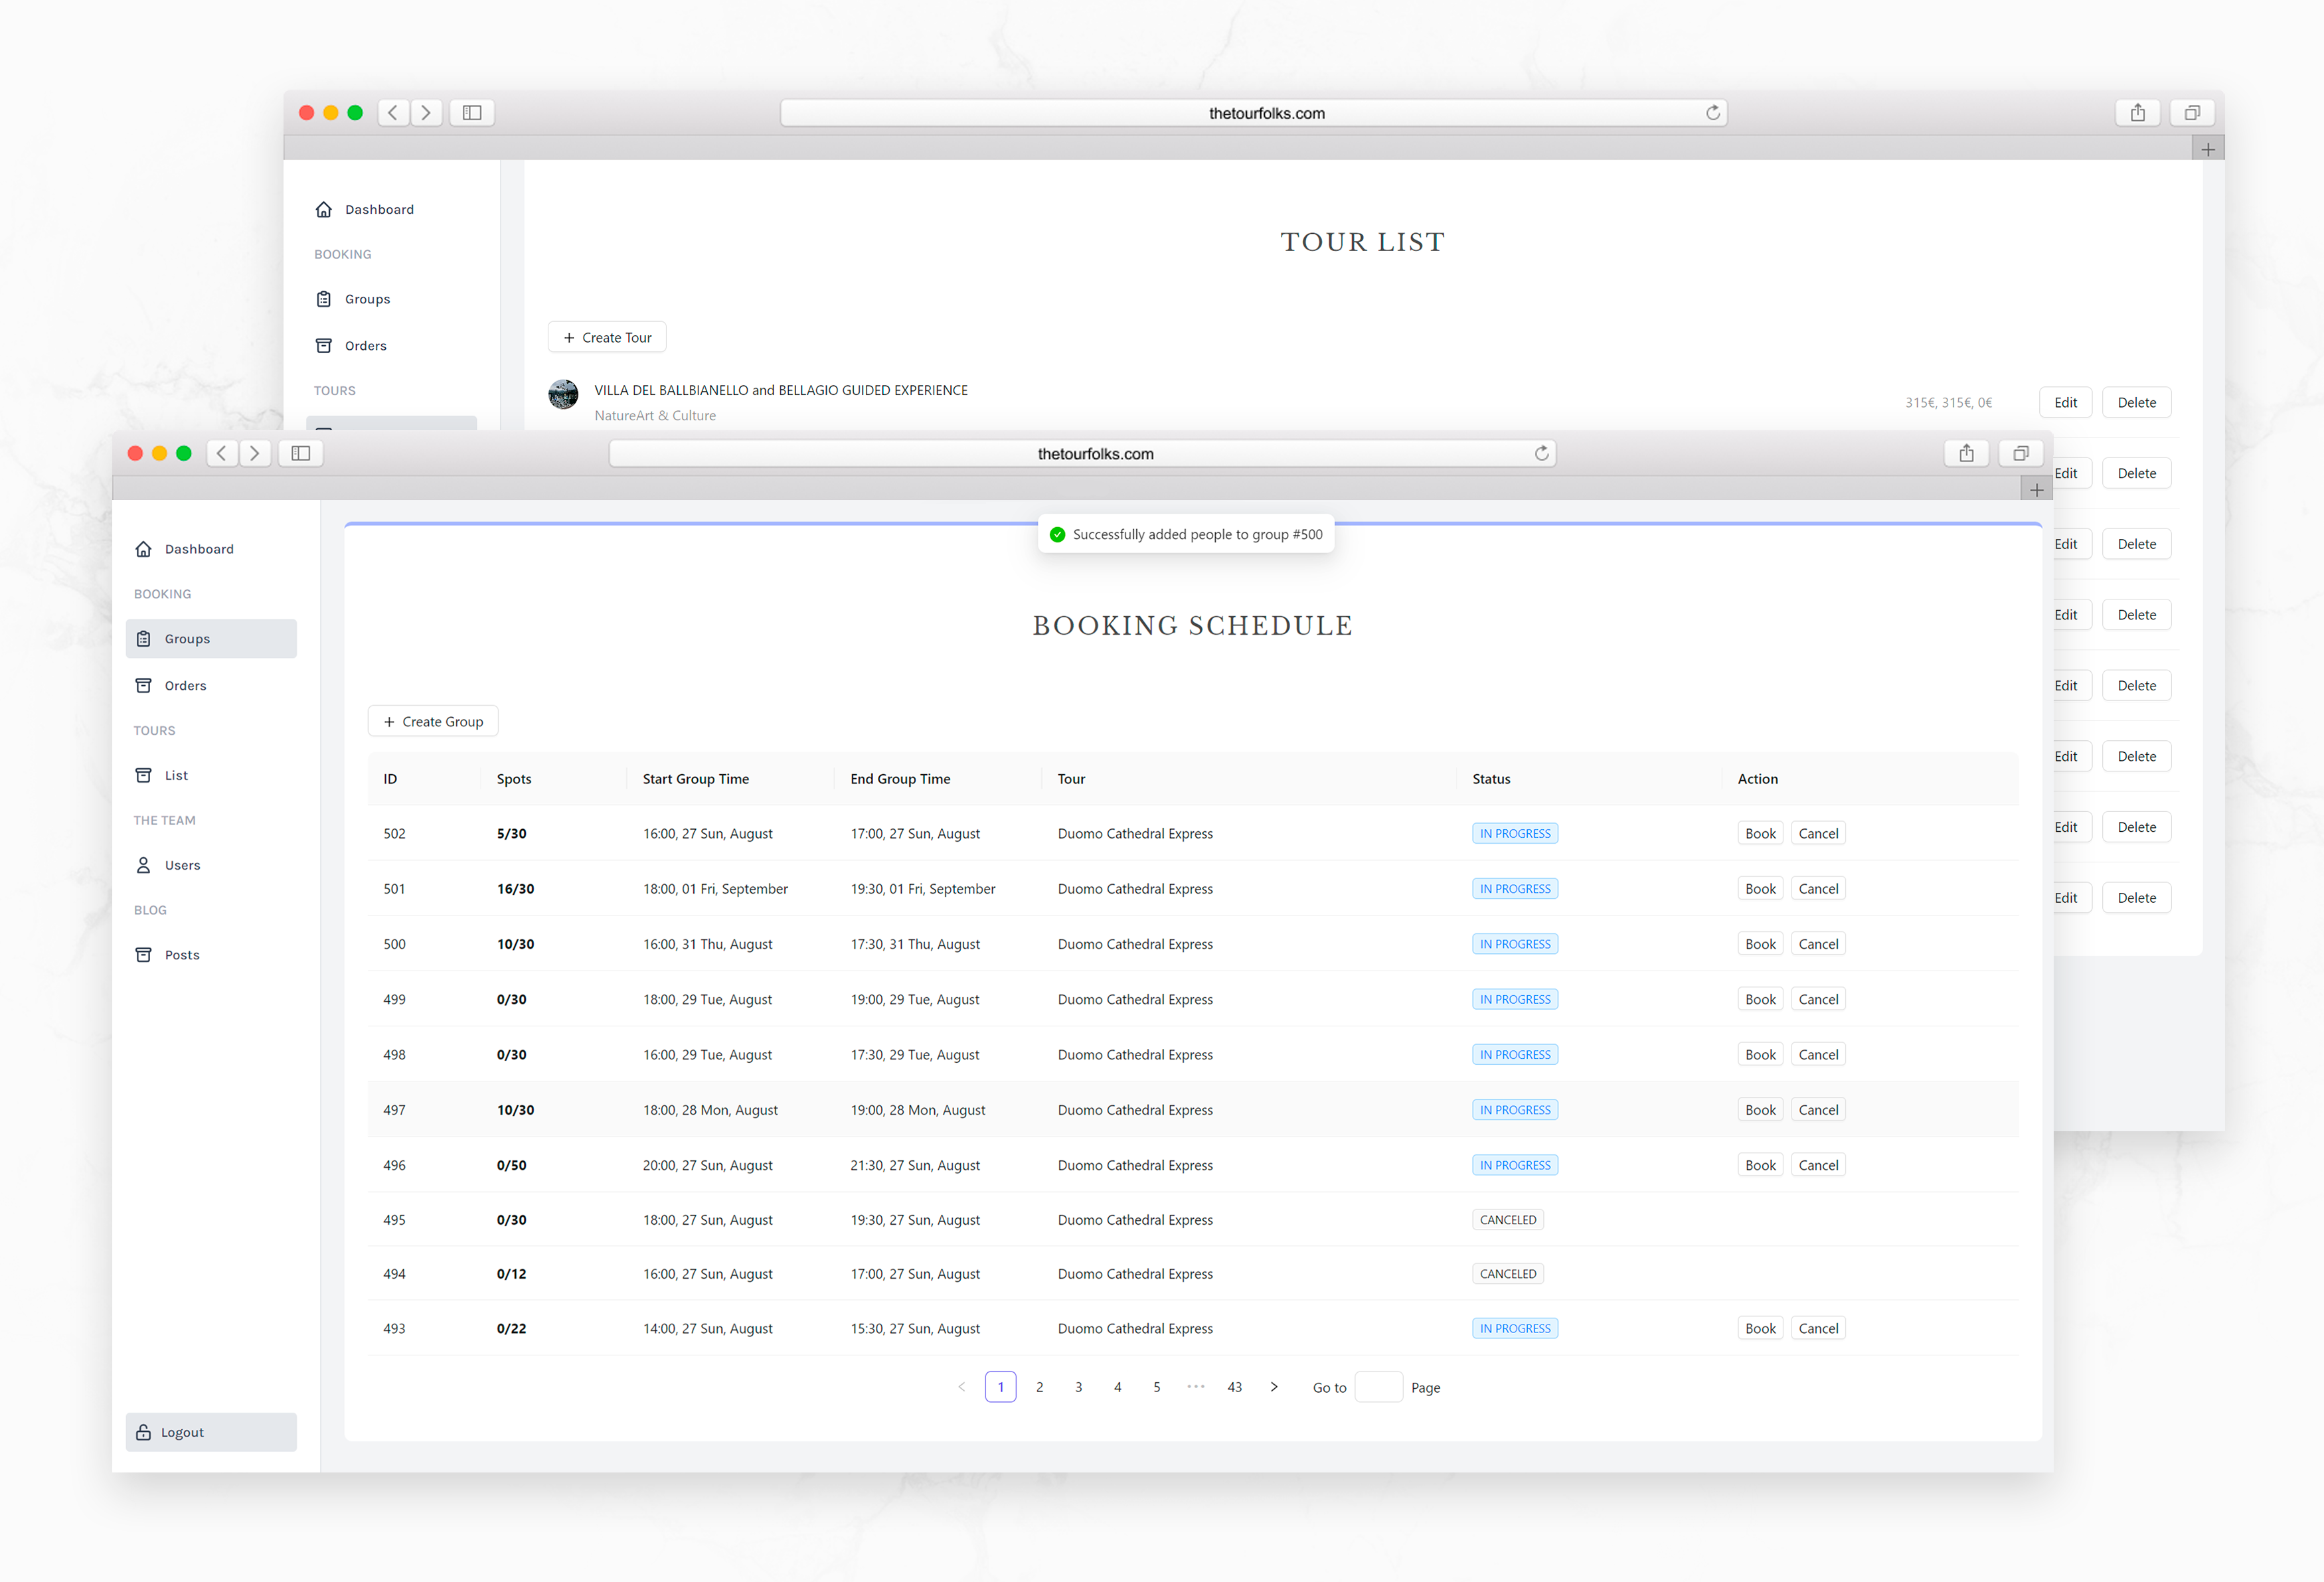 thetourfolks.com
Dashboard
BOOKING
Groups
Orders
TOURS
TOUR LIST
+ Create Tour
VILLA DEL BALLBIANELLO and BELLAGIO GUIDED EXPERIENCE
NatureArt & Culture
315€, 315€, 0€ Edit Delete
Edit Delete
Edit Delete
Edit Delete
Edit Delete
Edit Delete
Edit Delete
Edit Delete
thetourfolks.com
Dashboard
BOOKING
Groups
Orders
TOURS
List
THE TEAM
Users
BLOG
Posts
Logout
Successfully added people to group #500
BOOKING SCHEDULE
+ Create Group
ID Spots Start Group Time End Group Time Tour Status Action
502 5/30 16:00, 27 Sun, August 17:00, 27 Sun, August Duomo Cathedral Express IN PROGRESS Book Cancel
501 16/30 18:00, 01 Fri, September 19:30, 01 Fri, September Duomo Cathedral Express IN PROGRESS Book Cancel
500 10/30 16:00, 31 Thu, August 17:30, 31 Thu, August Duomo Cathedral Express IN PROGRESS Book Cancel
499 0/30 18:00, 29 Tue, August 19:00, 29 Tue, August Duomo Cathedral Express IN PROGRESS Book Cancel
498 0/30 16:00, 29 Tue, August 17:30, 29 Tue, August Duomo Cathedral Express IN PROGRESS Book Cancel
497 10/30 18:00, 28 Mon, August 19:00, 28 Mon, August Duomo Cathedral Express IN PROGRESS Book Cancel
496 0/50 20:00, 27 Sun, August 21:30, 27 Sun, August Duomo Cathedral Express IN PROGRESS Book Cancel
495 0/30 18:00, 27 Sun, August 19:30, 27 Sun, August Duomo Cathedral Express CANCELED
494 0/12 16:00, 27 Sun, August 17:00, 27 Sun, August Duomo Cathedral Express CANCELED
493 0/22 14:00, 27 Sun, August 15:30, 27 Sun, August Duomo Cathedral Express IN PROGRESS Book Cancel
< 1 2 3 4 5 ••• 43 > Go to Page